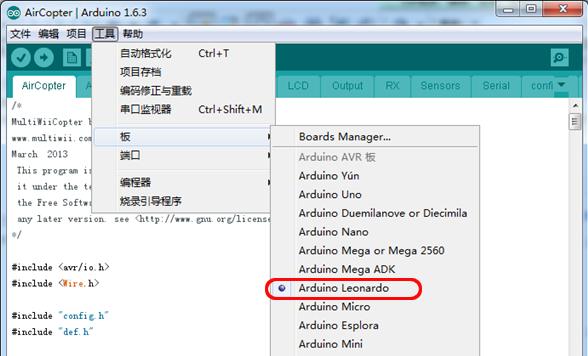 AirCopter | Arduino 1.6.3
文件 编辑 项目 工具 帮助
自动格式化 Ctrl+T
项目存档
编码修正与重载
串口监视器 Ctrl+Shift+M
板
端口
编程器
烧录引导程序
AirCopter LCD Output RX Sensors Serial
/*
MultiWiiCopter
www.multiwii.com
March 2013
This program is
it under the
the Free Software
any later version. see <http://www.gnu.org/
*/
#include <avr/io.h>
#include <Wire.h>
#include "config.h"
#include "def.h"
Boards Manager...
Arduino AVR 板
Arduino Yún
Arduino Uno
Arduino Duemilanove or Diecimila
Arduino Nano
Arduino Mega or Mega 2560
Arduino Mega ADK
Arduino Leonardo
Arduino Micro
Arduino Esplora
Arduino Mini